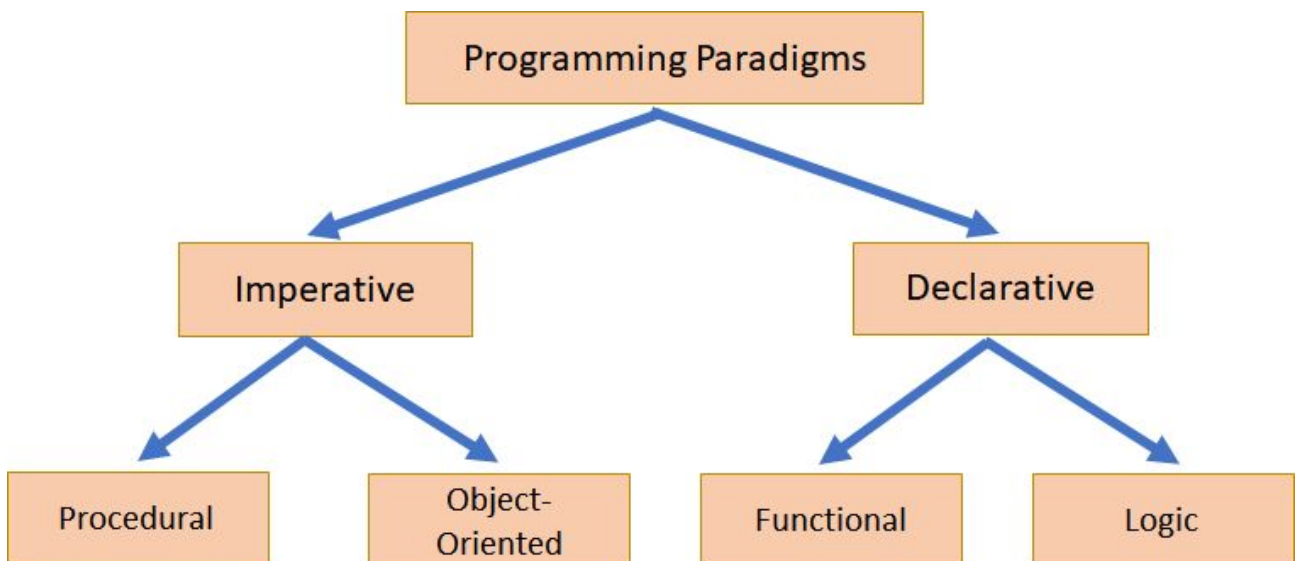 Programming Paradigms
Imperative
Declarative
Procedural
Object-
Oriented
Functional
Logic